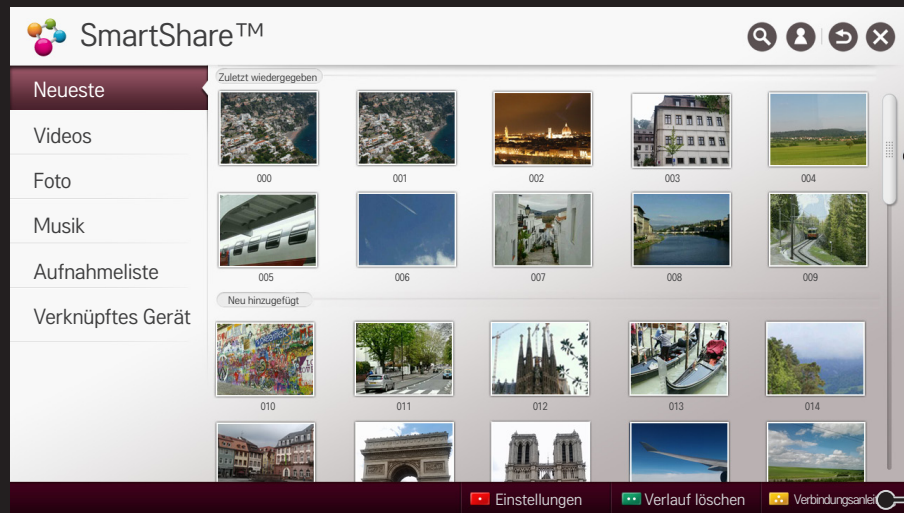 SmartShare™
Neueste
Videos
Foto
Musik
Aufnahmeliste
Verknüpftes Gerät
Zuletzt wiedergegeben
000 001 002 003 004
005 006 007 008 009
Neu hinzugefügt
010 011 012 013 014
Einstellungen Verlauf löschen